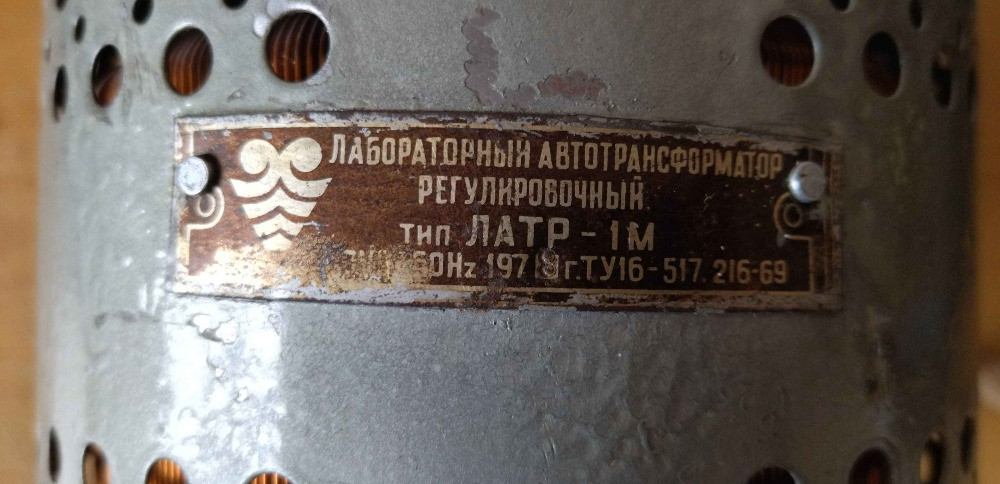 ЛАБОРАТОРНЫЙ АВТОТРАНСФОРМАТОР
РЕГУЛИРОВОЧНЫЙ
ТИП ЛАТР-1М
50Hz г. ТУ16-517.216-69